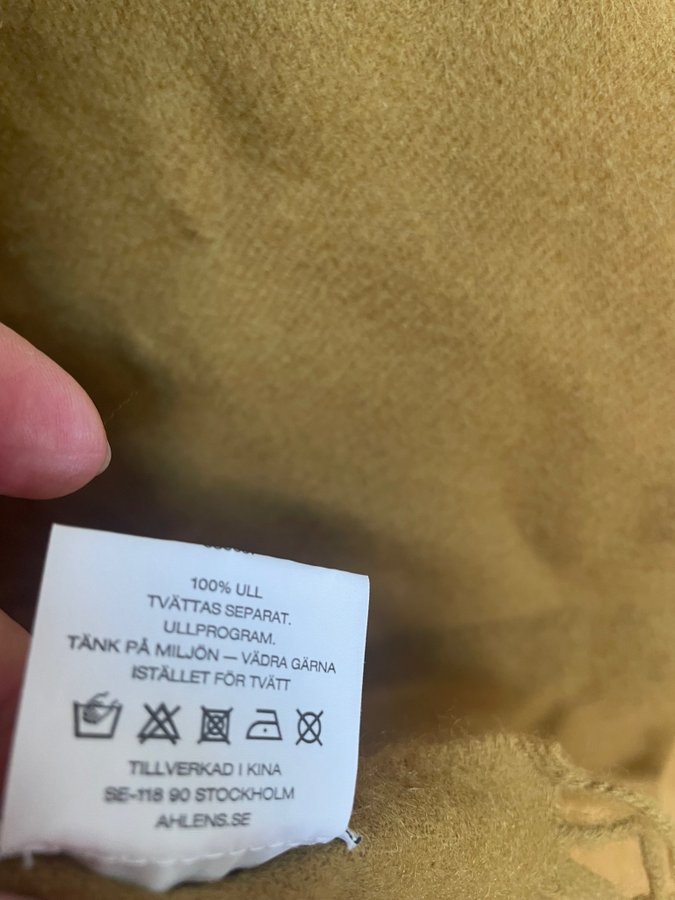 100% ULL
TVÄTTAS SEPARAT.
ULLPROGRAM.
TÄNK PÅ MILJÖN — VÄDRA GÄRNA
ISTÄLLET FÖR TVÄTT
TILLVERKAD I KINA
SE-118 90 STOCKHOLM
AHLENS.SE